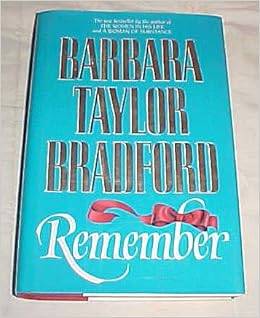 The new bestseller by the author of
THE WOMEN IN HIS LIFE
and A WOMAN OF SUBSTANCE
BARBARA
TAYLOR
BRADFORD
Remember